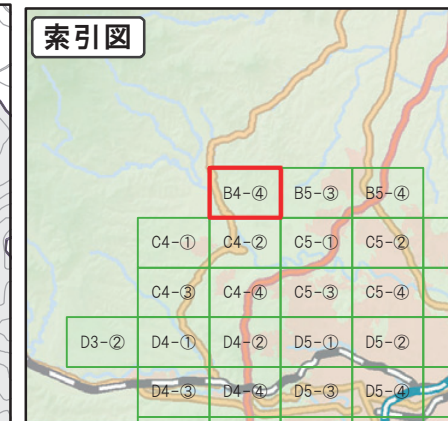 索引図
B4-④ B5-③ B5-④
C4-① C4-② C5-① C5-②
C4-③ C4-④ C5-③ C5-④
D3-② D4-① D4-② D5-① D5-②
D4-③ D4-④ D5-③ D5-④